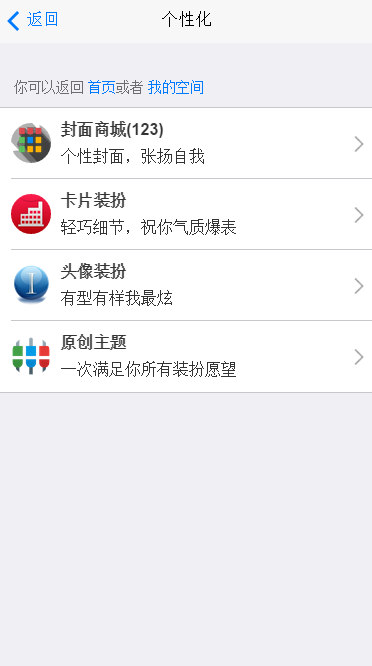 返回
个性化
你可以返回 首页或者 我的空间
封面商城(123)
个性封面，张扬自我
卡片装扮
轻巧细节，祝你气质爆表
头像装扮
有型有样我最炫
原创主题
一次满足你所有装扮愿望